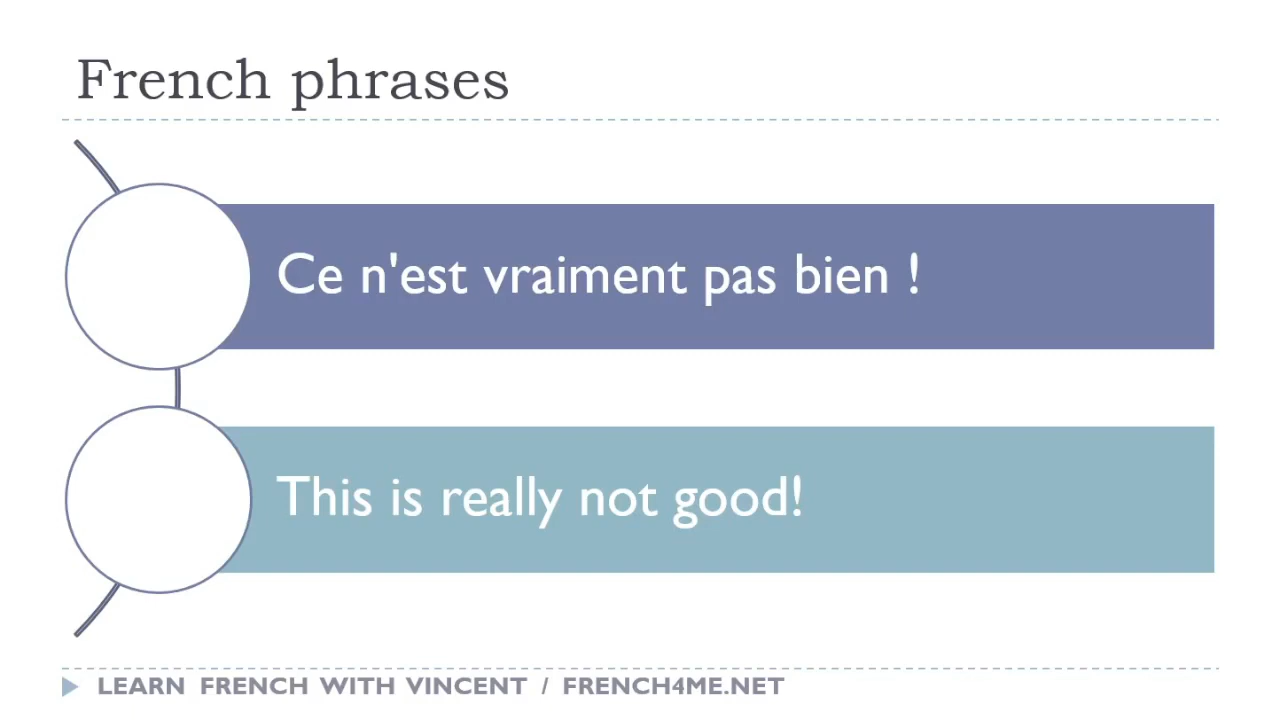 French phrases
Ce n'est vraiment pas bien !
This is really not good!
LEARN FRENCH WITH VINCENT / FRENCH4ME.NET